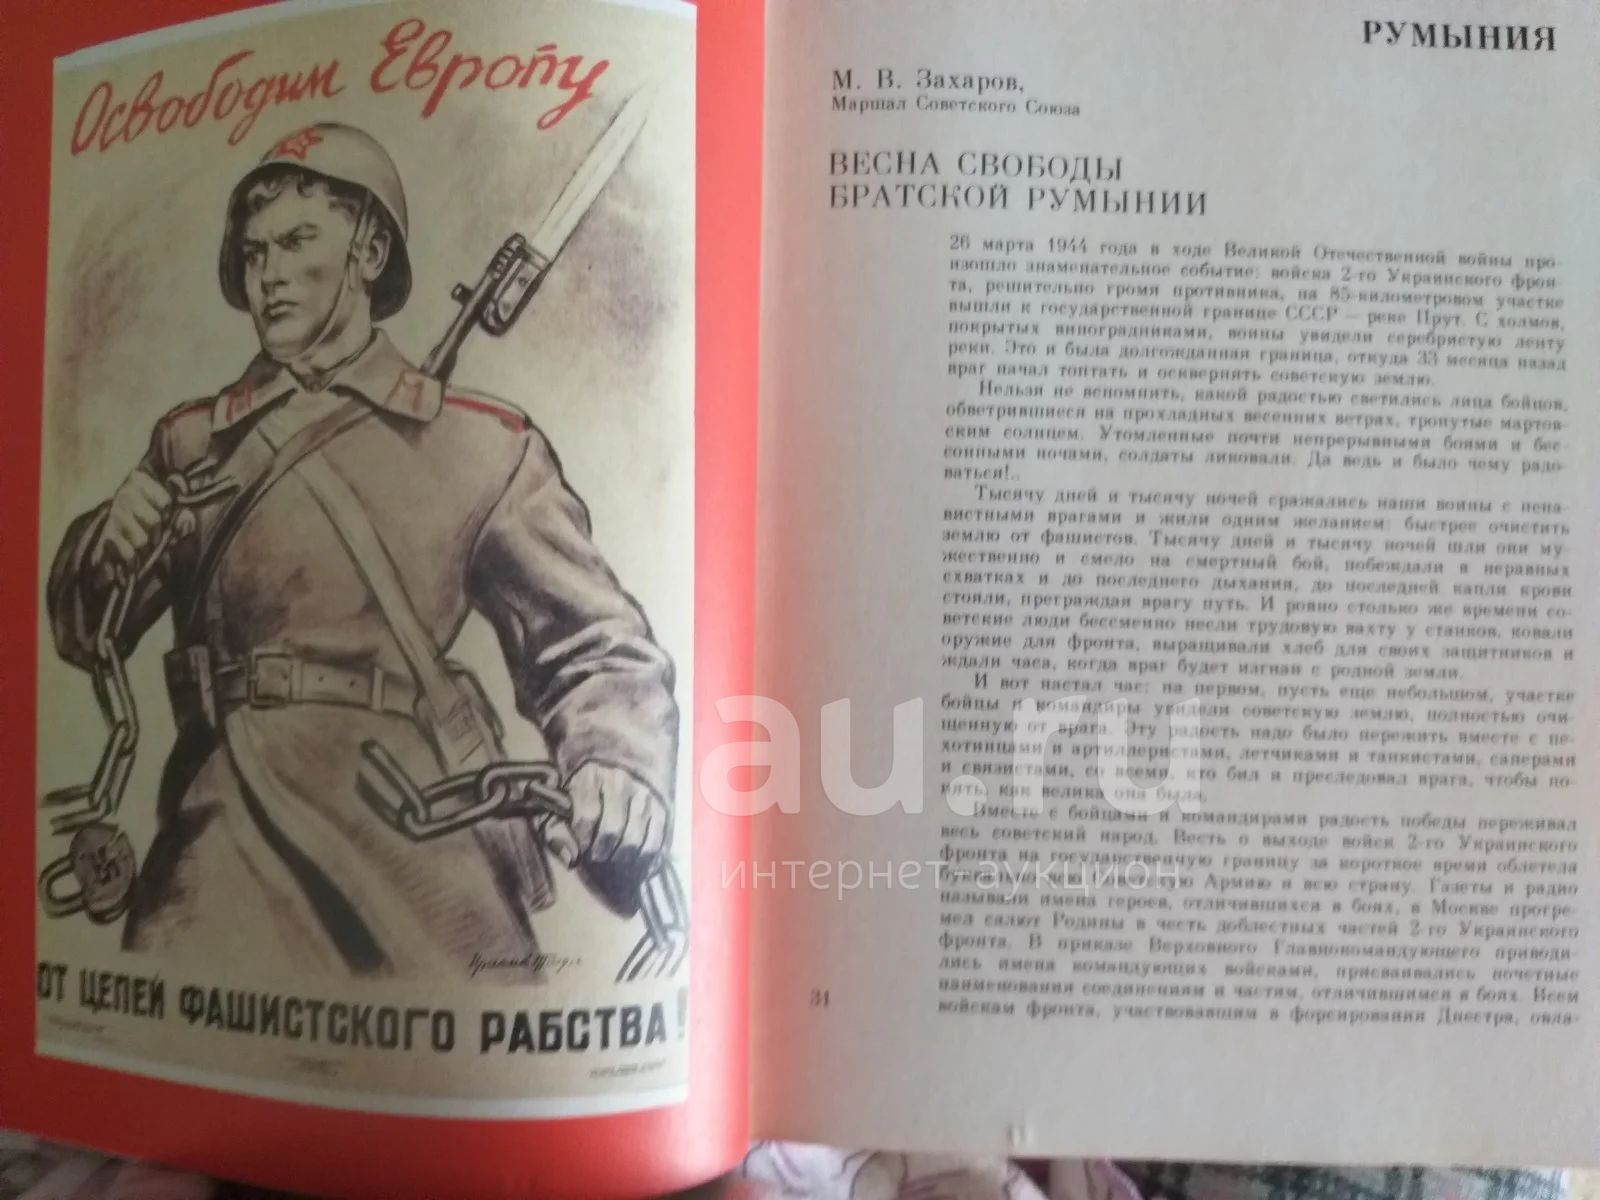 Освободим Европу
ОТ ЦЕПЕЙ ФАШИСТСКОГО РАБСТВА!
РУМЫНИЯ
М. В. Захаров,
Маршал Советского Союза
ВЕСНА СВОБОДЫ
БРАТСКОЙ РУМЫНИИ
26 марта 1944 года в ходе Великой Отечественной войны про-
изошло знаменательное событие: войска 2-го Украинского фрон-
та, решительно громя противника, на 85-километровом участке
вышли к государственной границе СССР — реке Прут. С холмов,
покрытых виноградниками, воины увидели серебристую ленту
реки. Это и была долгожданная граница, откуда 33 месяца назад
враг начал топтать и осквернять советскую землю.
Нельзя не вспомнить, какой радостью светились лица бойцов,
обветрившиеся на прохладных весенних ветрах, тронутые мартов-
ским солнцем. Утомленные почти непрерывными боями и бес-
сонными ночами, солдаты ликовали. Да ведь и было чему радо-
ваться!..
Тысячу дней и тысячу ночей сражались наши воины с нена-
вистными врагами и жили одним желанием: быстрее очистить
землю от фашистов. Тысячу дней и тысячу ночей шли они му-
жественно и смело на смертный бой, побеждали в неравных
схватках и до последнего дыхания, до последней капли крови
стояли, преграждая врагу путь. И ровно столько же времени со-
ветские люди бессменно несли трудовую вахту у станков, ковали
оружие для фронта, выращивали хлеб для своих защитников и
ждали часа, когда враг будет изгнан с родной земли.
И вот настал час: на первом, пусть еще небольшом, участке
бойцы и командиры увидели советскую землю, полностью очи-
щенную от врага. Эту радость надо было пережить вместе с пе-
хотинцами и артиллеристами, летчиками и танкистами, саперами
и связистами, со всеми, кто бил и преследовал врага, чтобы по-
нять, как велика она была.
Вместе с бойцами и командирами радость победы переживал
весь советский народ. Весть о выходе войск 2-го Украинского
фронта на государственную границу за короткое время облетела
буквально всю Советскую Армию и всю страну. Газеты и радио
называли имена героев, отличившихся в боях, в Москве прогре-
мел салют Родины в честь доблестных частей 2-го Украинского
фронта. В приказе Верховного Главнокомандующего приводи-
лись имена командующих войсками, присваивались почетные
наименования соединениям и частям, отличившимся в боях. Всем
войскам фронта, участвовавшим в форсировании Днестра, овла-
31
au.ru
интернет-аукцион